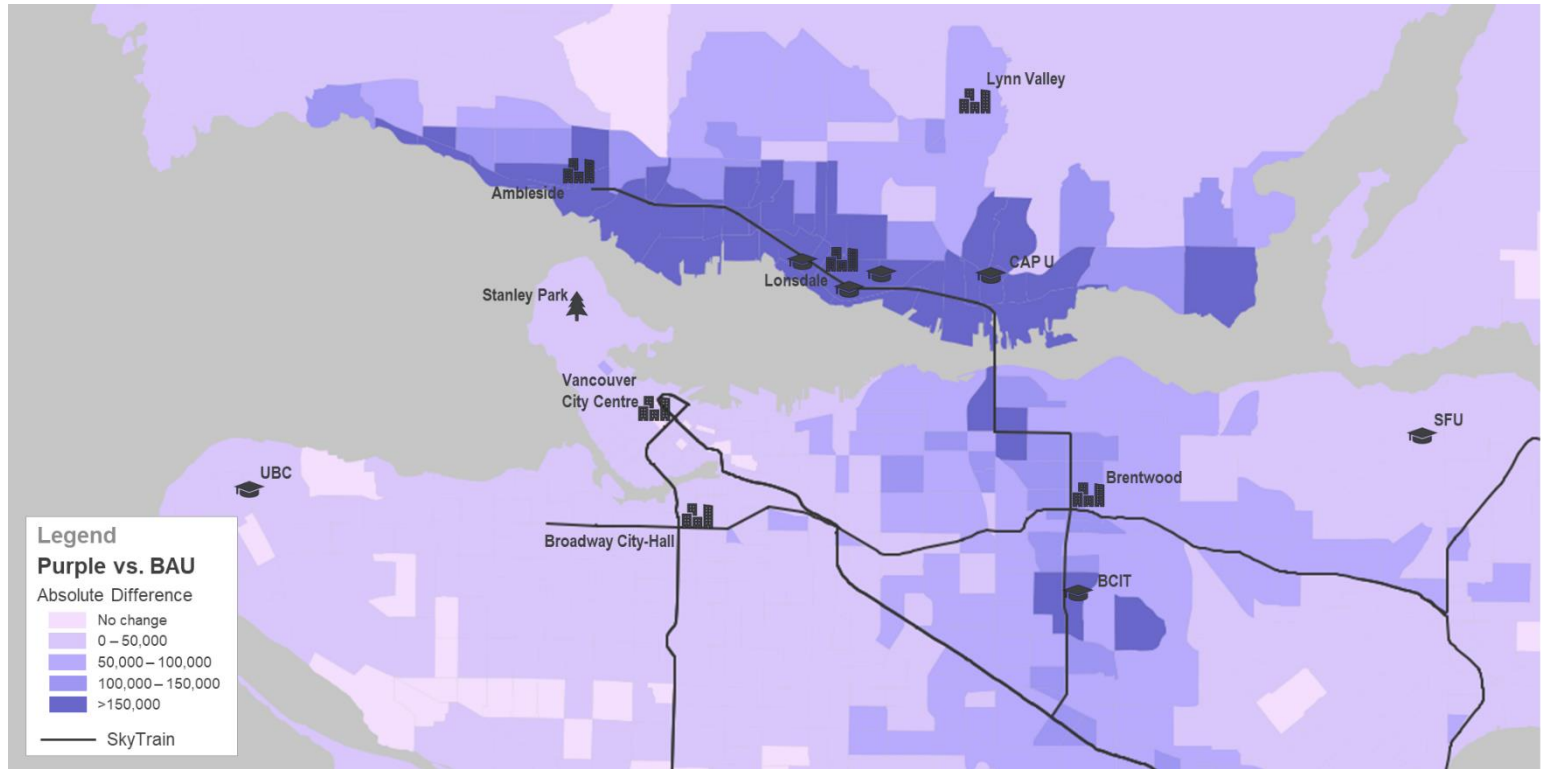 Lynn Valley
Ambleside
CAP U
Lonsdale
Stanley Park
Vancouver
City Centre
SFU
UBC
Brentwood
Broadway City-Hall
BCIT
Legend
Purple vs. BAU
Absolute Difference
No change
0 – 50,000
50,000 – 100,000
100,000 – 150,000
>150,000
SkyTrain